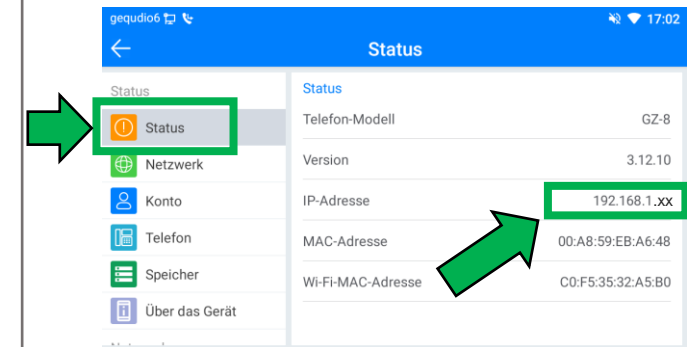 gequdio6 17:02
Status
Status
Status
Netzwerk
Konto
Telefon
Speicher
Über das Gerät
Status
Telefon-Modell GZ-8
Version 3.12.10
IP-Adresse 192.168.1.xx
MAC-Adresse 00:A8:59:EB:A6:48
Wi-Fi-MAC-Adresse C0:F5:35:32:A5:B0